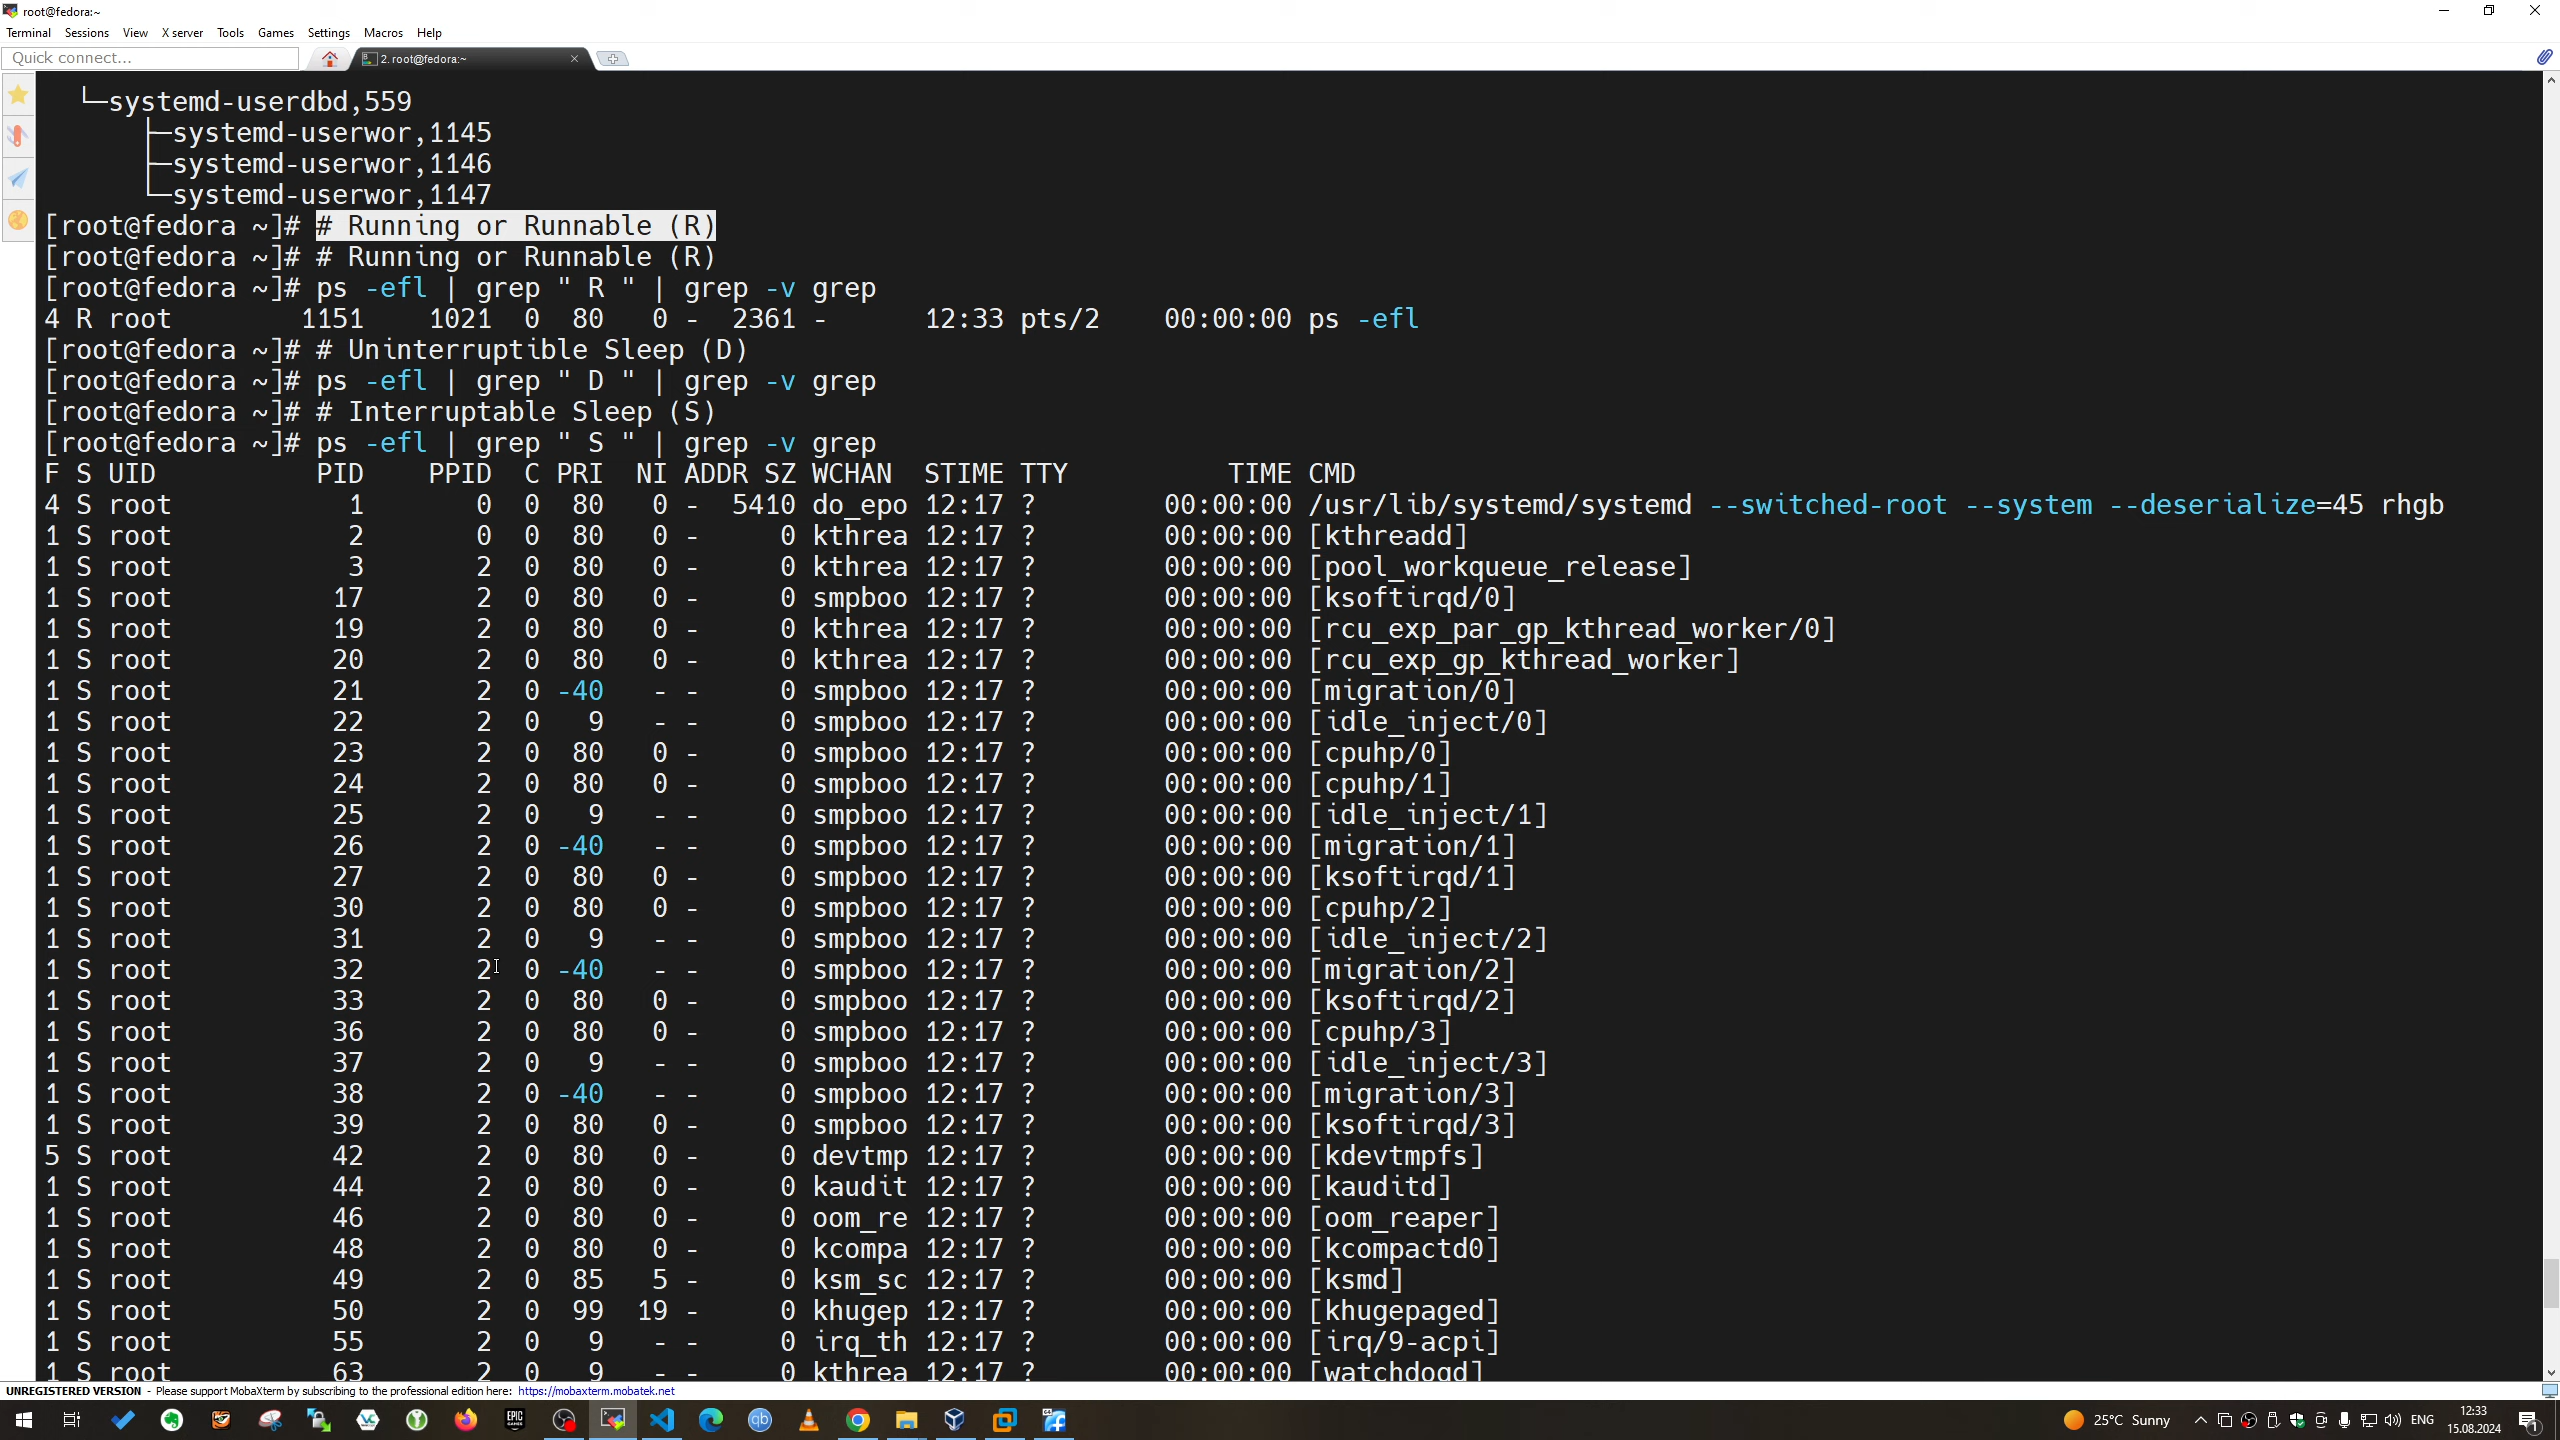 root@fedora:~
Terminal Sessions View X server Tools Games Settings Macros Help
Quick connect... 2. root@fedora:~
└─systemd-userdbd,559
├─systemd-userwor,1145
├─systemd-userwor,1146
└─systemd-userwor,1147
[root@fedora ~]# # Running or Runnable (R)
[root@fedora ~]# # Running or Runnable (R)
[root@fedora ~]# ps -efl | grep " R " | grep -v grep
4 R root 1151 1021 0 80 0 - 2361 - 12:33 pts/2 00:00:00 ps -efl
[root@fedora ~]# # Uninterruptible Sleep (D)
[root@fedora ~]# ps -efl | grep " D " | grep -v grep
[root@fedora ~]# # Interruptable Sleep (S)
[root@fedora ~]# ps -efl | grep " S " | grep -v grep
F S UID PID PPID C PRI NI ADDR SZ WCHAN STIME TTY TIME CMD
4 S root 1 0 0 80 0 - 5410 do_epo 12:17 ? 00:00:00 /usr/lib/systemd/systemd --switched-root --system --deserialize=45 rhgb
1 S root 2 0 0 80 0 - 0 kthrea 12:17 ? 00:00:00 [kthreadd]
1 S root 3 2 0 80 0 - 0 kthrea 12:17 ? 00:00:00 [pool_workqueue_release]
1 S root 17 2 0 80 0 - 0 smpboo 12:17 ? 00:00:00 [ksoftirqd/0]
1 S root 19 2 0 80 0 - 0 kthrea 12:17 ? 00:00:00 [rcu_exp_par_gp_kthread_worker/0]
1 S root 20 2 0 80 0 - 0 kthrea 12:17 ? 00:00:00 [rcu_exp_gp_kthread_worker]
1 S root 21 2 0 -40 - - 0 smpboo 12:17 ? 00:00:00 [migration/0]
1 S root 22 2 0 9 - - 0 smpboo 12:17 ? 00:00:00 [idle_inject/0]
1 S root 23 2 0 80 0 - 0 smpboo 12:17 ? 00:00:00 [cpuhp/0]
1 S root 24 2 0 80 0 - 0 smpboo 12:17 ? 00:00:00 [cpuhp/1]
1 S root 25 2 0 9 - - 0 smpboo 12:17 ? 00:00:00 [idle_inject/1]
1 S root 26 2 0 -40 - - 0 smpboo 12:17 ? 00:00:00 [migration/1]
1 S root 27 2 0 80 0 - 0 smpboo 12:17 ? 00:00:00 [ksoftirqd/1]
1 S root 30 2 0 80 0 - 0 smpboo 12:17 ? 00:00:00 [cpuhp/2]
1 S root 31 2 0 9 - - 0 smpboo 12:17 ? 00:00:00 [idle_inject/2]
1 S root 32 2 0 -40 - - 0 smpboo 12:17 ? 00:00:00 [migration/2]
1 S root 33 2 0 80 0 - 0 smpboo 12:17 ? 00:00:00 [ksoftirqd/2]
1 S root 36 2 0 80 0 - 0 smpboo 12:17 ? 00:00:00 [cpuhp/3]
1 S root 37 2 0 9 - - 0 smpboo 12:17 ? 00:00:00 [idle_inject/3]
1 S root 38 2 0 -40 - - 0 smpboo 12:17 ? 00:00:00 [migration/3]
1 S root 39 2 0 80 0 - 0 smpboo 12:17 ? 00:00:00 [ksoftirqd/3]
5 S root 42 2 0 80 0 - 0 devtmp 12:17 ? 00:00:00 [kdevtmpfs]
1 S root 44 2 0 80 0 - 0 kaudit 12:17 ? 00:00:00 [kauditd]
1 S root 46 2 0 80 0 - 0 oom_re 12:17 ? 00:00:00 [oom_reaper]
1 S root 48 2 0 80 0 - 0 kcompa 12:17 ? 00:00:00 [kcompactd0]
1 S root 49 2 0 85 5 - 0 ksm_sc 12:17 ? 00:00:00 [ksmd]
1 S root 50 2 0 99 19 - 0 khugep 12:17 ? 00:00:00 [khugepaged]
1 S root 55 2 0 9 - - 0 irq_th 12:17 ? 00:00:00 [irq/9-acpi]
1 S root 63 2 0 9 - - 0 kthrea 12:17 ? 00:00:00 [watchdogd]
UNREGISTERED VERSION - Please support MobaXterm by subscribing to the professional edition here: https://mobaxterm.mobatek.net
25°C Sunny ENG 12:33
15.08.2024